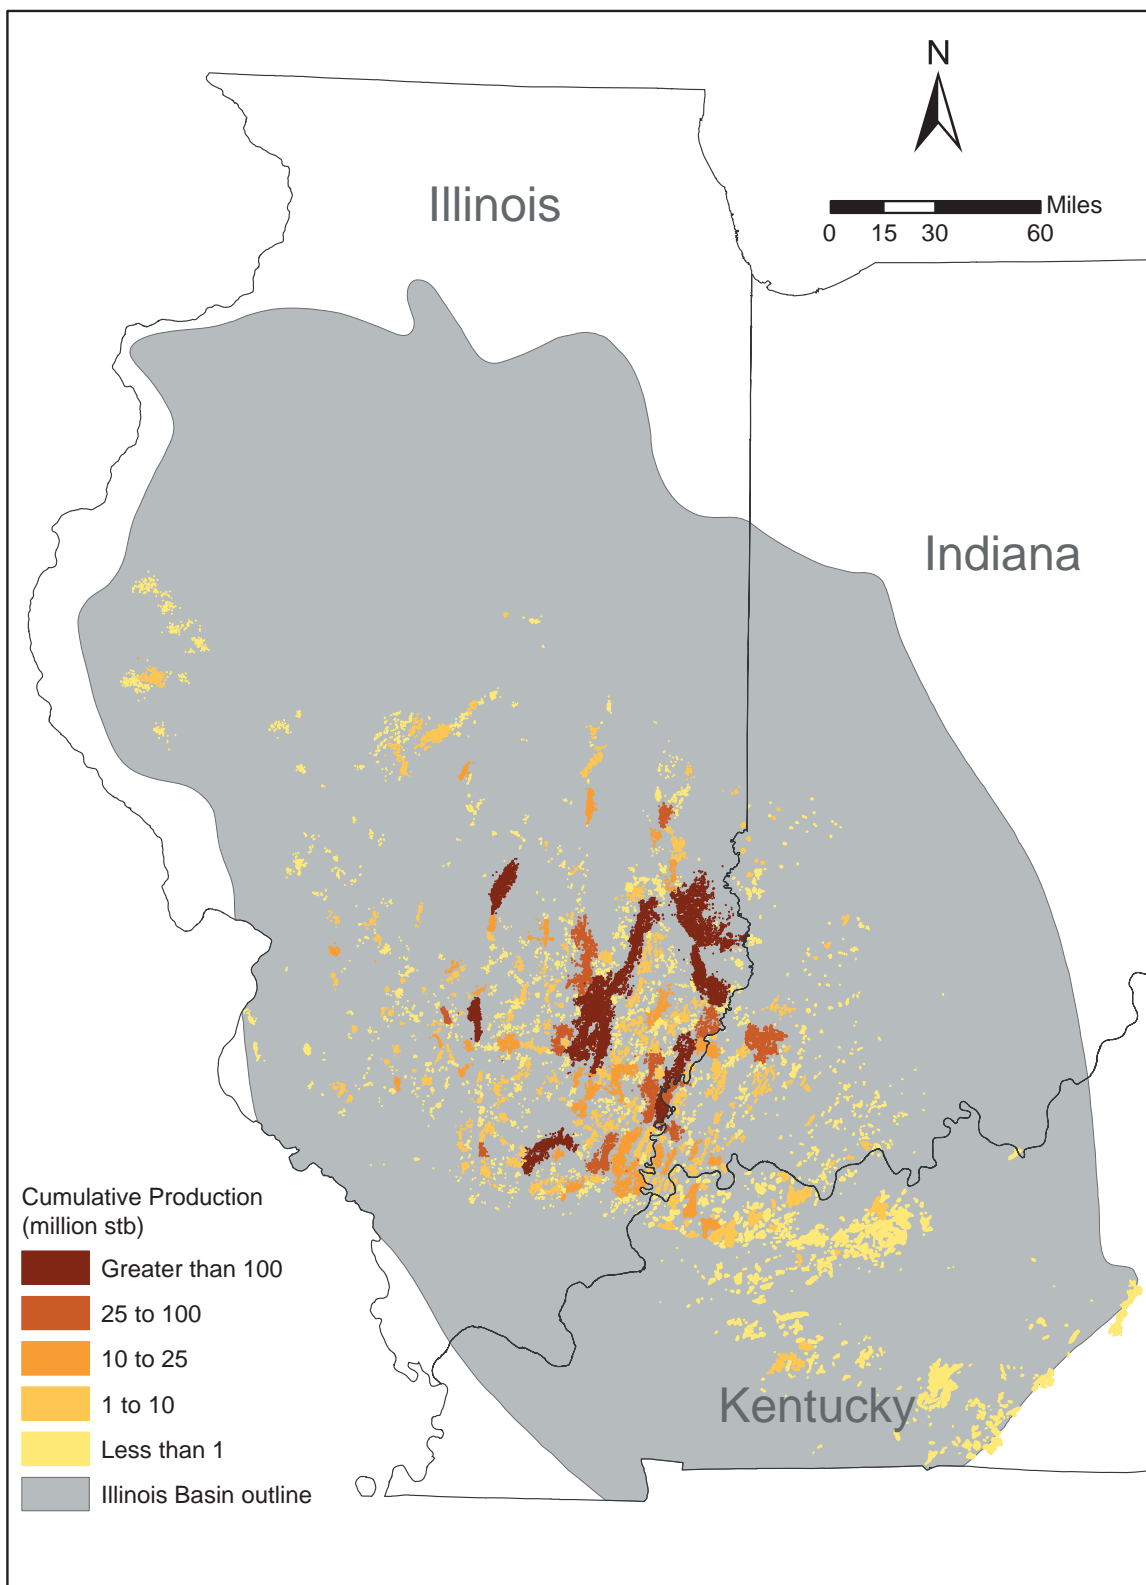 N
Illinois
Miles
0 15 30 60
Indiana
Cumulative Production
(million stb)
Greater than 100
25 to 100
10 to 25
1 to 10
Less than 1
Illinois Basin outline
Kentucky